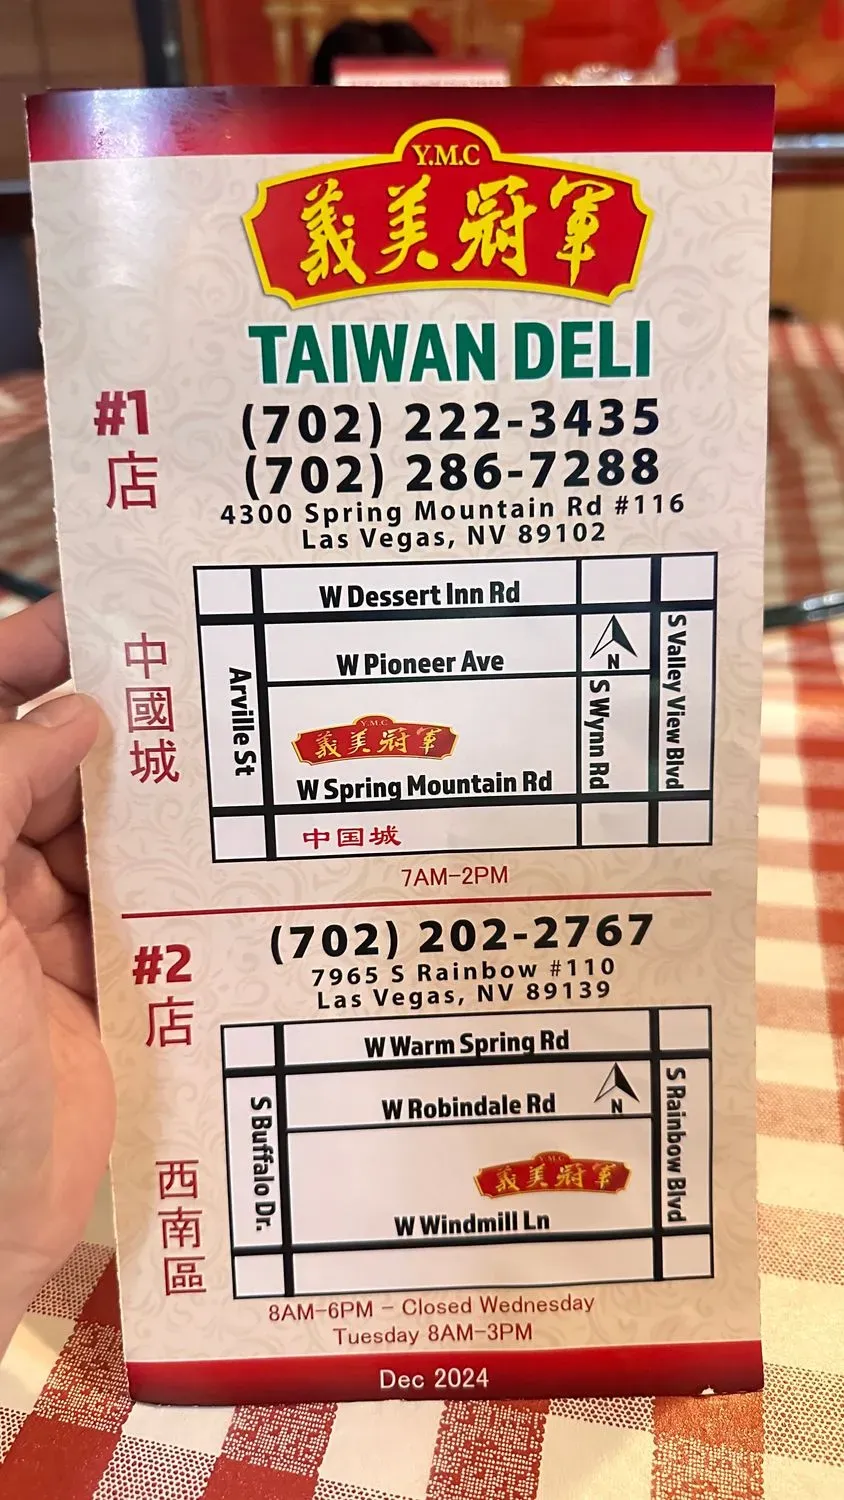 Y.M.C
義美冠軍
TAIWAN DELI
#1
店
(702) 222-3435
(702) 286-7288
4300 Spring Mountain Rd #116
Las Vegas, NV 89102
中國城
W Dessert Inn Rd
W Pioneer Ave
N
Arville St
S Wynn Rd
S Valley View Blvd
Y.M.C
義美冠軍
W Spring Mountain Rd
中国城
7AM-2PM
#2
店
(702) 202-2767
7965 S Rainbow #110
Las Vegas, NV 89139
西南區
W Warm Spring Rd
W Robindale Rd
N
S Buffalo Dr.
S Rainbow Blvd
Y.M.C
義美冠軍
W Windmill Ln
8AM-6PM - Closed Wednesday
Tuesday 8AM-3PM
Dec 2024